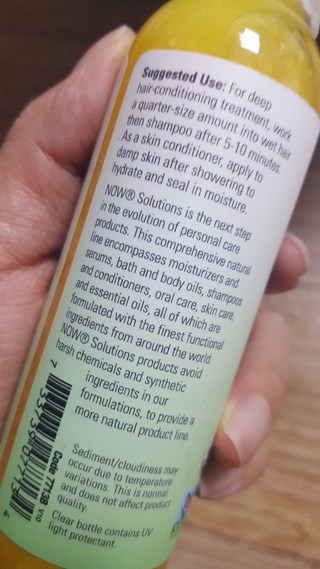 Suggested Use: For deep
hair-conditioning treatment, work
a quarter-size amount into wet hair
then shampoo after 5-10 minutes.
As a skin conditioner, apply to
damp skin after showering to
hydrate and seal in moisture.
NOW® Solutions is the next step
in the evolution of personal care
products. This comprehensive natural
line encompasses moisturizers and
serums, bath and body oils, shampoos
and conditioners, oral care, skin care,
and essential oils, all of which are
formulated with the finest functional
ingredients from around the world.
NOW® Solutions products avoid
harsh chemicals and synthetic
ingredients in our
formulations, to provide a
more natural product line.
Sediment/cloudiness may
occur due to temperature
variations. This is normal
and does not affect product
quality.
Clear bottle contains UV
light protectant.
Code 7713B V10